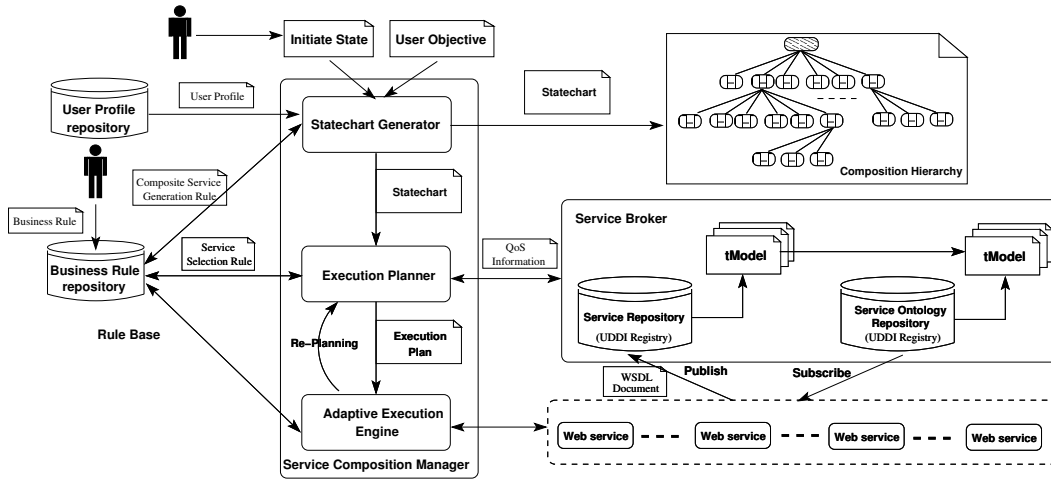 Initiate State
User Objective
User Profile
repository
User Profile
Statechart Generator
Statechart
Composition Hierarchy
Composite Service
Generation Rule
Statechart
Business Rule
Business Rule
repository
Service
Selection Rule
Execution Planner
QoS
Information
Service Broker
tModel
tModel
Service Repository
(UDDI Registry)
Service Ontology
Repository
(UDDI Registry)
Rule Base
Re-Planning
Execution
Plan
WSDL
Document
Publish
Subscribe
Adaptive Execution
Engine
Service Composition Manager
Web service
Web service
Web service
Web service